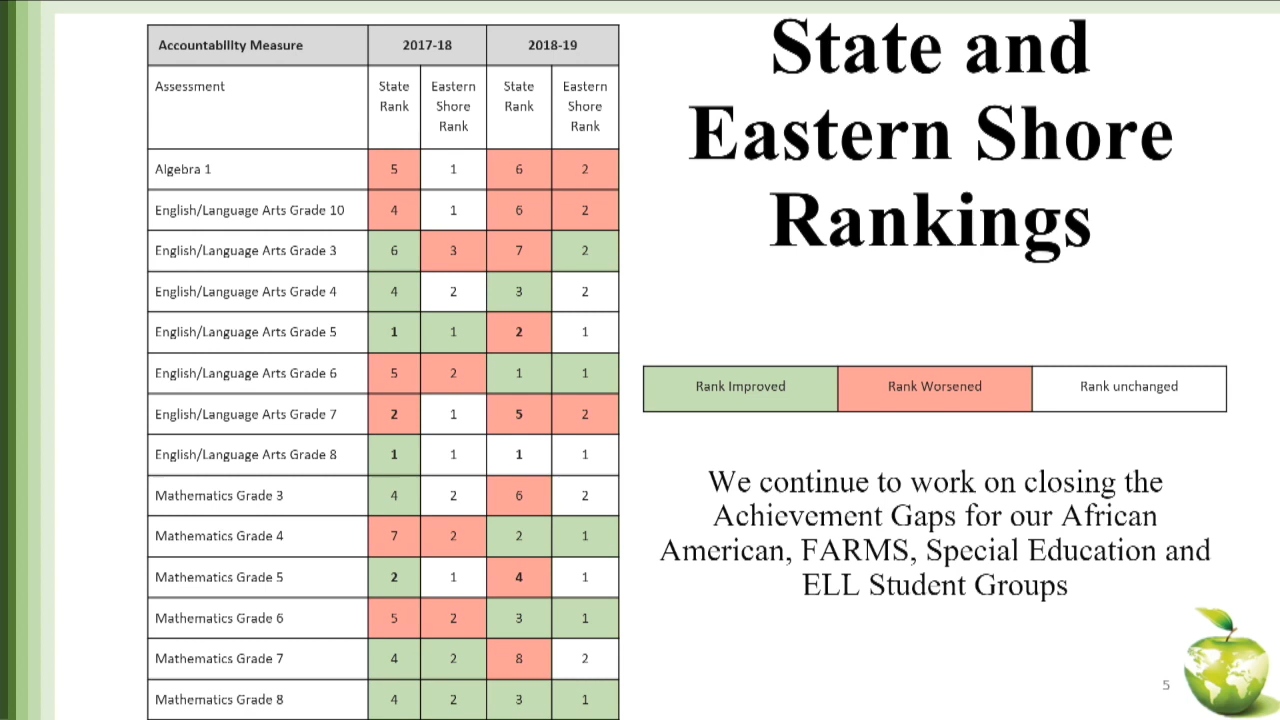 State and
Eastern Shore
Rankings
Accountability Measure 2017-18 2018-19
Assessment State Rank Eastern Shore Rank State Rank Eastern Shore Rank
Algebra 1 5 1 6 2
English/Language Arts Grade 10 4 1 6 2
English/Language Arts Grade 3 6 3 7 2
English/Language Arts Grade 4 4 2 3 2
English/Language Arts Grade 5 1 1 2 1
English/Language Arts Grade 6 5 2 1 1
English/Language Arts Grade 7 2 1 5 2
English/Language Arts Grade 8 1 1 1 1
Mathematics Grade 3 4 2 6 2
Mathematics Grade 4 7 2 2 1
Mathematics Grade 5 2 1 4 1
Mathematics Grade 6 5 2 3 1
Mathematics Grade 7 4 2 8 2
Mathematics Grade 8 4 2 3 1
Rank Improved Rank Worsened Rank unchanged
We continue to work on closing the
Achievement Gaps for our African
American, FARMS, Special Education and
ELL Student Groups
5